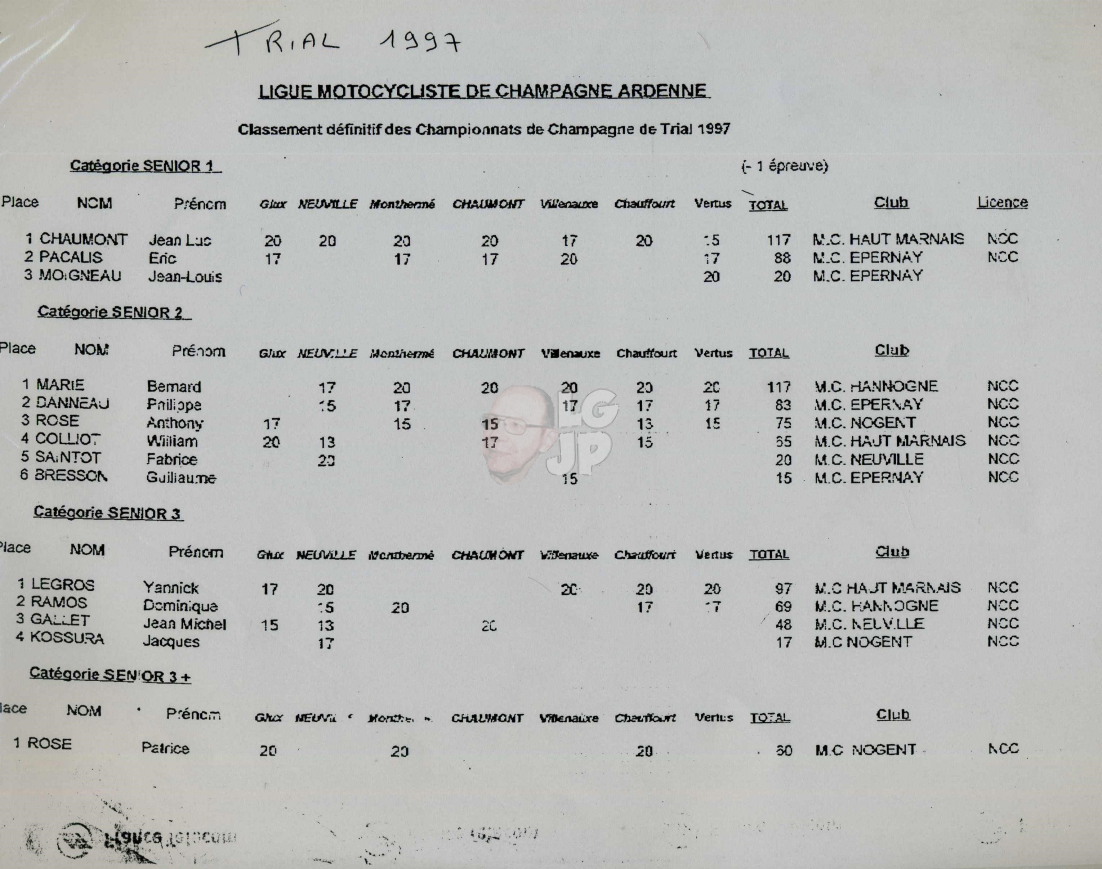 TRIAL 1997
LIGUE MOTOCYCLISTE DE CHAMPAGNE ARDENNE
Classement définitif des Championnats de Champagne de Trial 1997
Catégorie SENIOR 1 (- 1 épreuve)
Place NOM Prénom Glux NEUVILLE Monthermé CHAUMONT Villenauxe Chauffourt Vertus TOTAL Club Licence
1 CHAUMONT Jean Luc 20 20 20 20 17 20 15 117 M.C. HAUT MARNAIS NCC
2 PACALIS Eric 17 17 17 20 17 88 M.C. EPERNAY NCC
3 MOIGNEAU Jean-Louis 20 20 M.C. EPERNAY
Catégorie SENIOR 2
Place NOM Prénom Glux NEUVILLE Monthermé CHAUMONT Villenauxe Chauffourt Vertus TOTAL Club
1 MARIE Bernard 17 20 20 20 20 20 117 M.C. HANNOGNE NCC
2 DANNEAU Philippe 15 17 17 17 17 83 M.C. EPERNAY NCC
3 ROSE Anthony 17 15 15 13 15 75 M.C. NOGENT NCC
4 COLLIOT William 20 13 17 15 65 M.C. HAUT MARNAIS NCC
5 SAINTOT Fabrice 20 20 M.C. NEUVILLE NCC
6 BRESSON Guillaume 15 15 M.C. EPERNAY NCC
LG
JP
Catégorie SENIOR 3
Place NOM Prénom Glux NEUVILLE Monthermé CHAUMONT Villenauxe Chauffourt Vertus TOTAL Club
1 LEGROS Yannick 17 20 20 20 20 97 M.C HAUT MARNAIS NCC
2 RAMOS Dominique 15 20 17 17 69 M.C. HANNOGNE NCC
3 GALLET Jean Michel 15 13 20 48 M.C. NEUVILLE NCC
4 KOSSURA Jacques 17 17 M.C NOGENT NCC
Catégorie SENIOR 3 +
lace NOM Prénom Glux NEUVI Monthe CHAUMONT Villenauxe Chauffourt Vertus TOTAL Club
1 ROSE Patrice 20 20 20 60 M.C NOGENT NCC
France Telecom